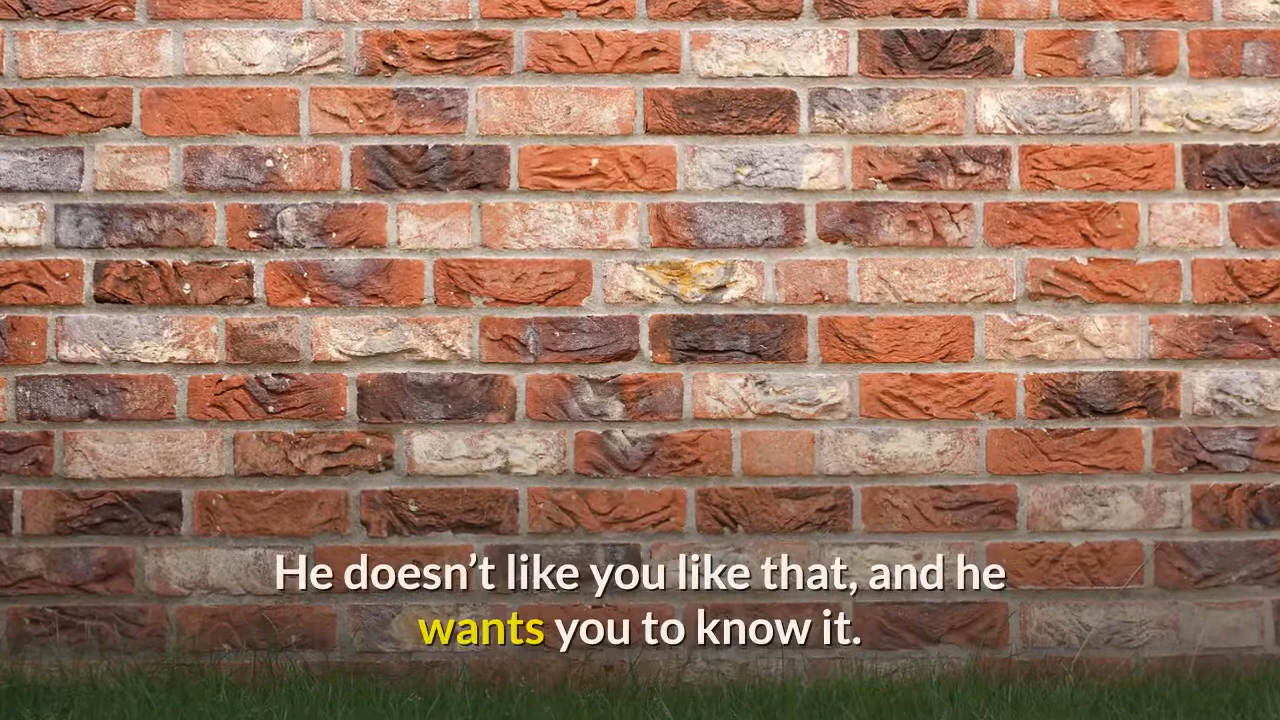 He doesn’t like you like that, and he
wants you to know it.